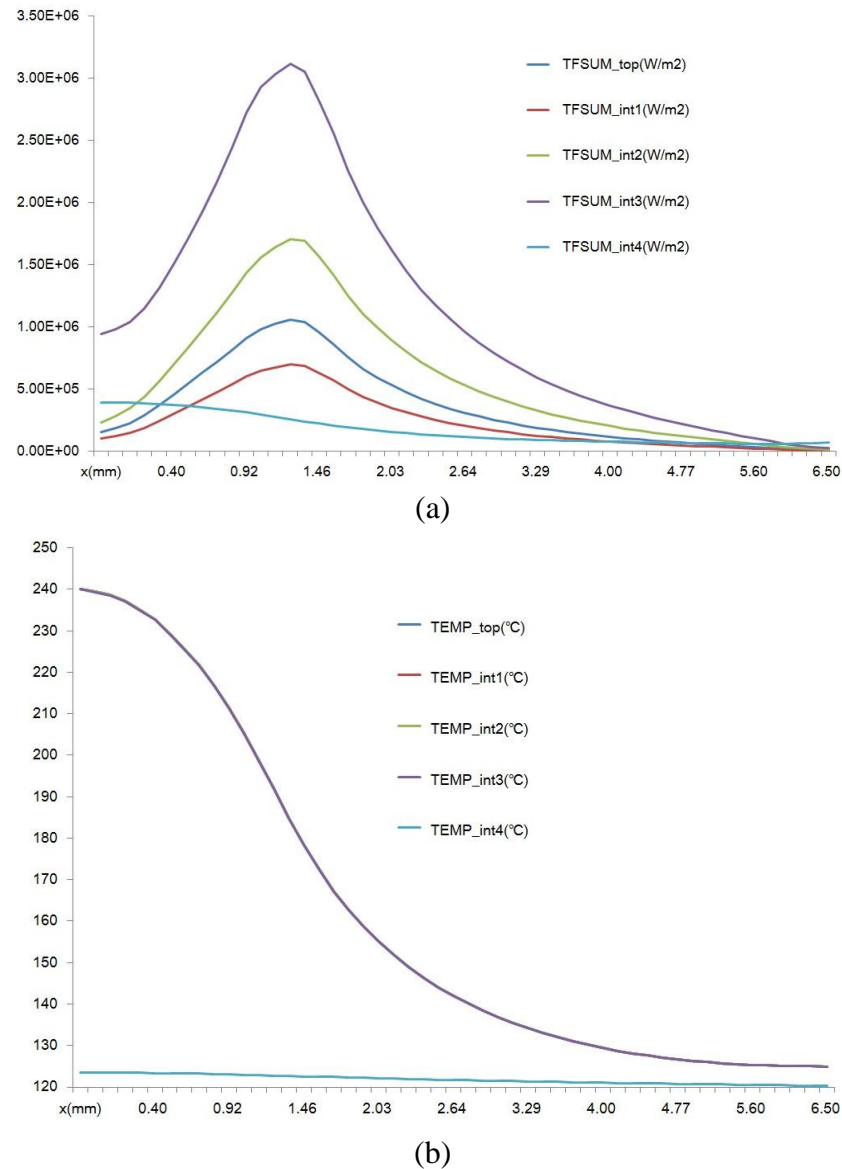 3.50E+06
3.00E+06
2.50E+06
2.00E+06
1.50E+06
1.00E+06
5.00E+05
0.00E+00
TFSUM_top(W/m2)
TFSUM_int1(W/m2)
TFSUM_int2(W/m2)
TFSUM_int3(W/m2)
TFSUM_int4(W/m2)
x(mm) 0.40 0.92 1.46 2.03 2.64 3.29 4.00 4.77 5.60 6.50
(a)
250
240
230
220
210
200
190
180
170
160
150
140
130
120
TEMP_top(℃)
TEMP_int1(℃)
TEMP_int2(℃)
TEMP_int3(℃)
TEMP_int4(℃)
x(mm) 0.40 0.92 1.46 2.03 2.64 3.29 4.00 4.77 5.60 6.50
(b)